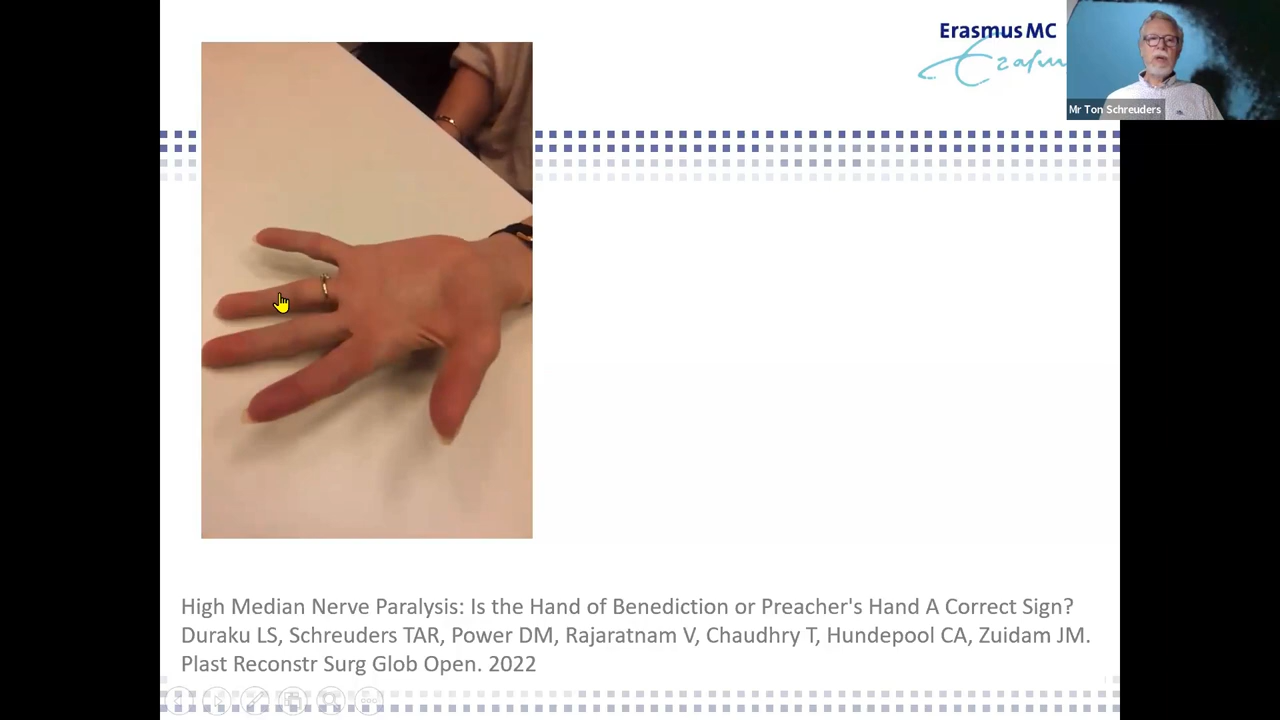 Erasmus MC
Erasmus
Mr Ton Schreuders
High Median Nerve Paralysis: Is the Hand of Benediction or Preacher's Hand A Correct Sign?
Duraku LS, Schreuders TAR, Power DM, Rajaratnam V, Chaudhry T, Hundepool CA, Zuidam JM.
Plast Reconstr Surg Glob Open. 2022